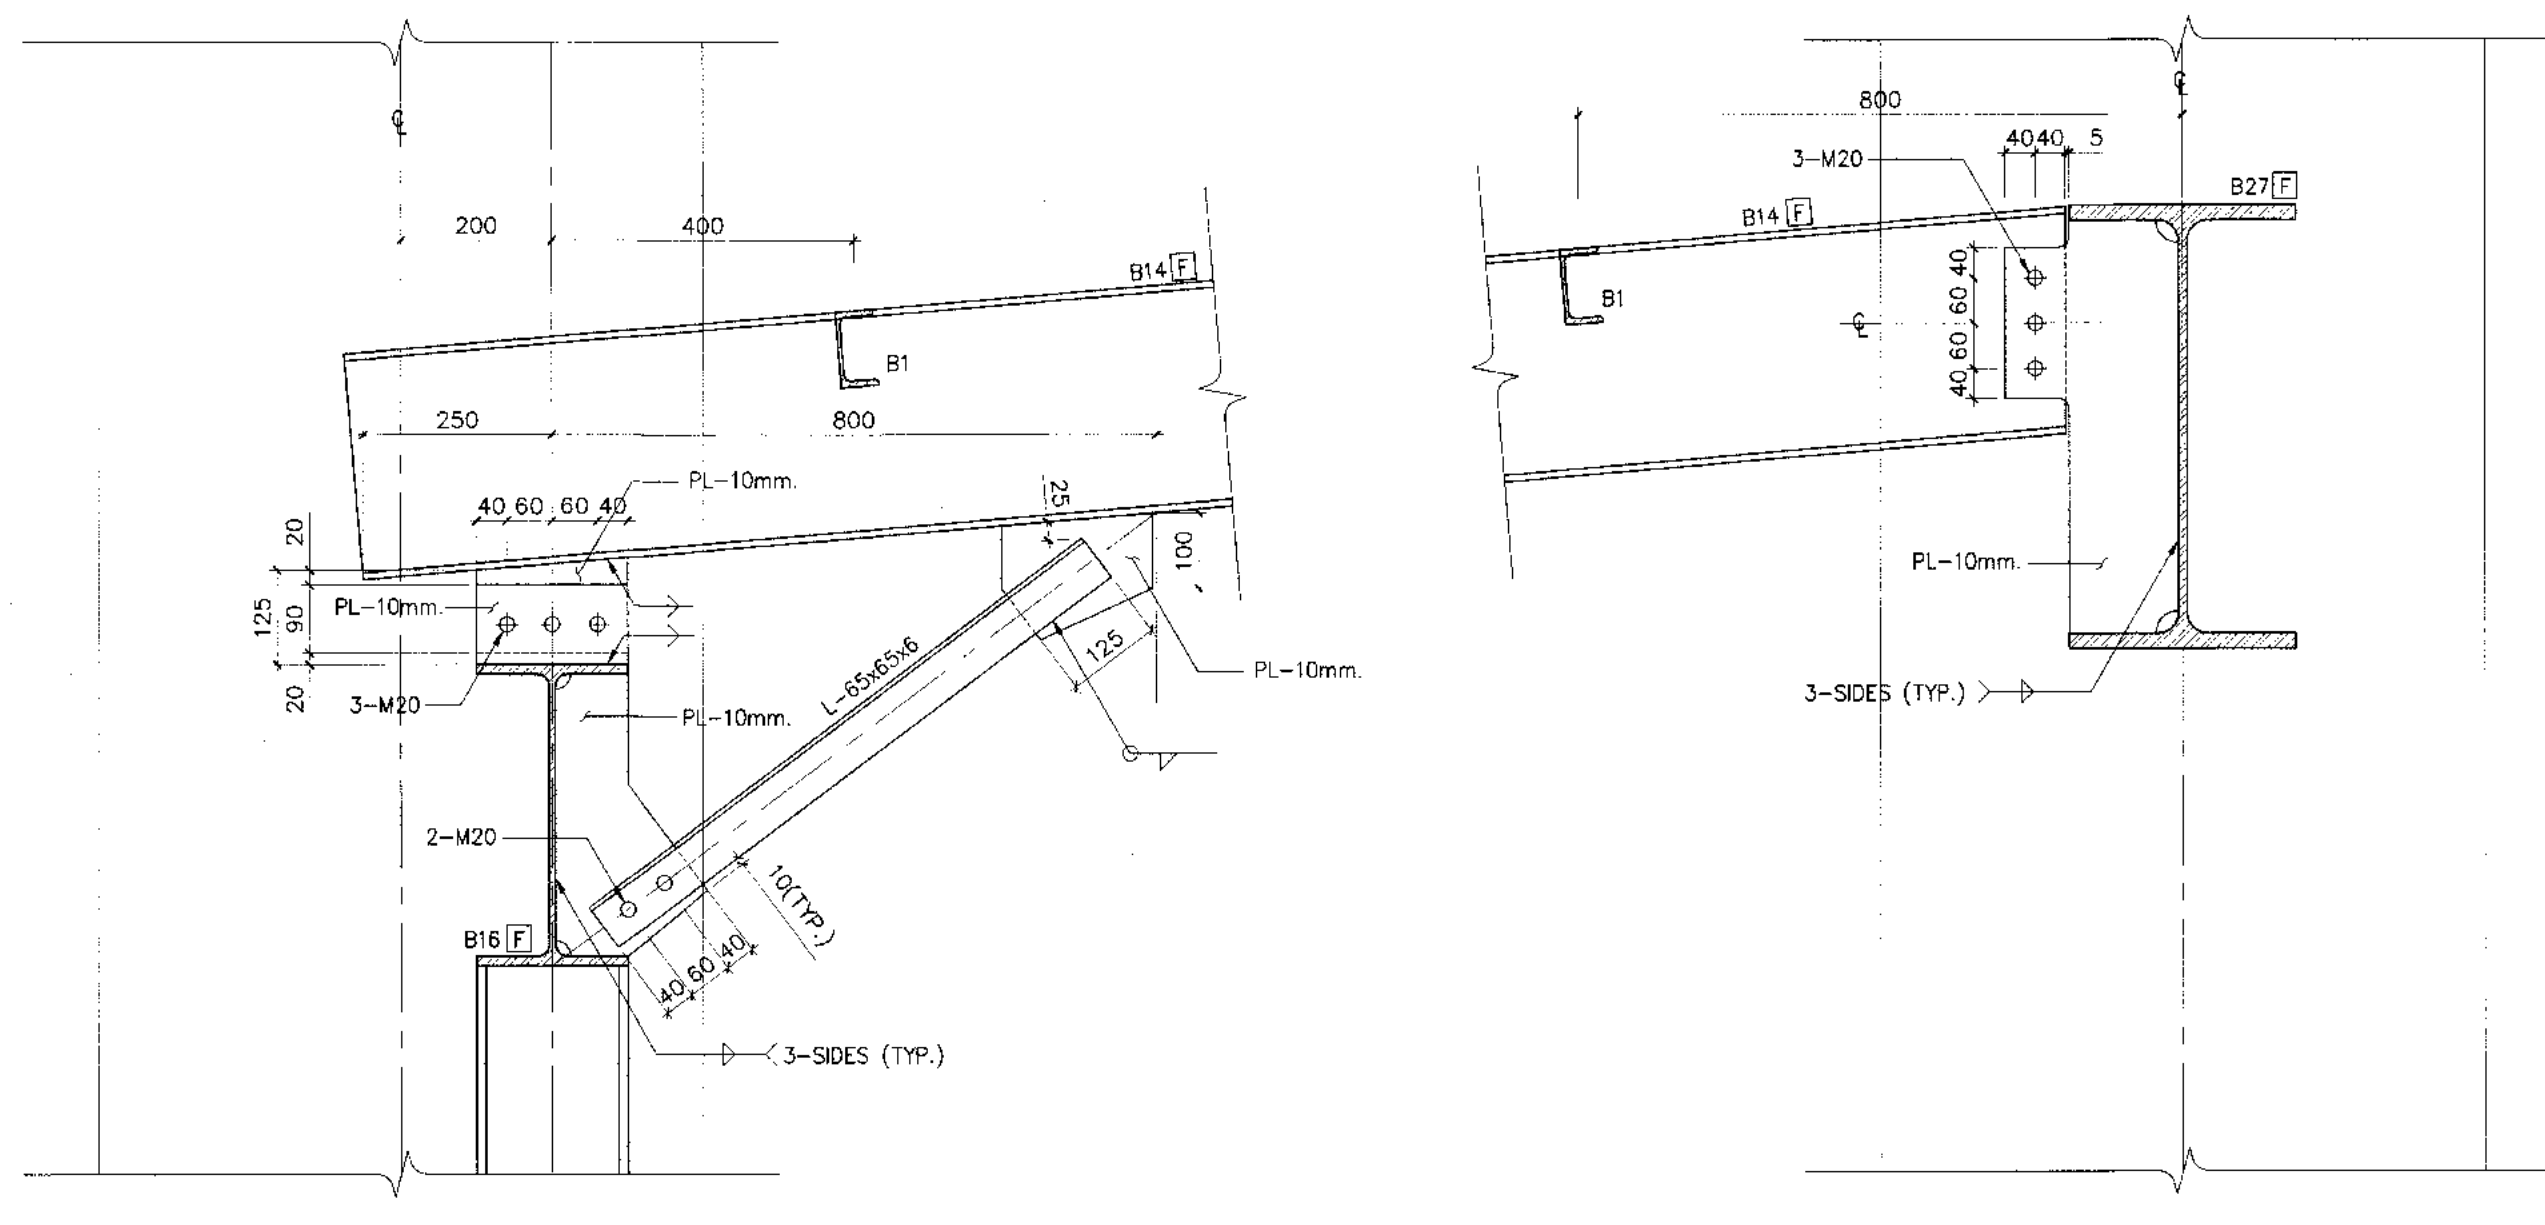 ℄
200
400
B14 F
B1
250
800
PL-10mm.
40 60 60 40
20
125
90
20
PL-10mm.
3-M20
PL-10mm.
25
100
125
PL-10mm.
L-65x65x6
2-M20
10(TYP.)
B16 F
40 60 40
3-SIDES (TYP.)
℄
800
40 40 5
3-M20
B27 F
B14 F
B1
℄
40
60
60
40
PL-10mm.
3-SIDES (TYP.)